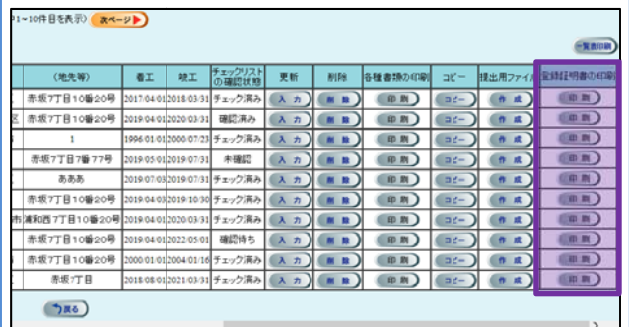 1~10件目を表示) 次ページ▶
一覧表印刷
(地先等) 着工 竣工 チェックリストの確認状態 更新 削除 各種書類の印刷 コピー 提出用ファイル 登録証明書の印刷
赤坂7丁目10番20号 2017/04/01 2018/03/31 チェック済み 入力 削除 印刷 コピー 作成 印刷
区 赤坂7丁目10番20号 2019/04/01 2020/03/31 確認済み 入力 削除 印刷 コピー 作成 印刷
1 1996/01/01 2000/07/23 チェック済み 入力 削除 印刷 コピー 作成 印刷
赤坂7丁目7番77号 2019/05/01 2019/07/31 未確認 入力 削除 印刷 コピー 作成 印刷
あああ 2019/07/03 2019/07/31 チェック済み 入力 削除 印刷 コピー 作成 印刷
赤坂7丁目10番20号 2019/04/03 2019/10/30 チェック済み 入力 削除 印刷 コピー 作成 印刷
市浦和西7丁目10番20号 2019/04/01 2020/03/31 チェック済み 入力 削除 印刷 コピー 作成 印刷
赤坂7丁目10番20号 2019/04/01 2022/05/01 確認待ち 入力 削除 印刷 コピー 作成 印刷
赤坂7丁目10番20号 2000/01/01 2004/01/16 チェック済み 入力 削除 印刷 コピー 作成 印刷
赤坂7丁目 2018/08/01 2021/03/31 チェック済み 入力 削除 印刷 コピー 作成 印刷
戻る